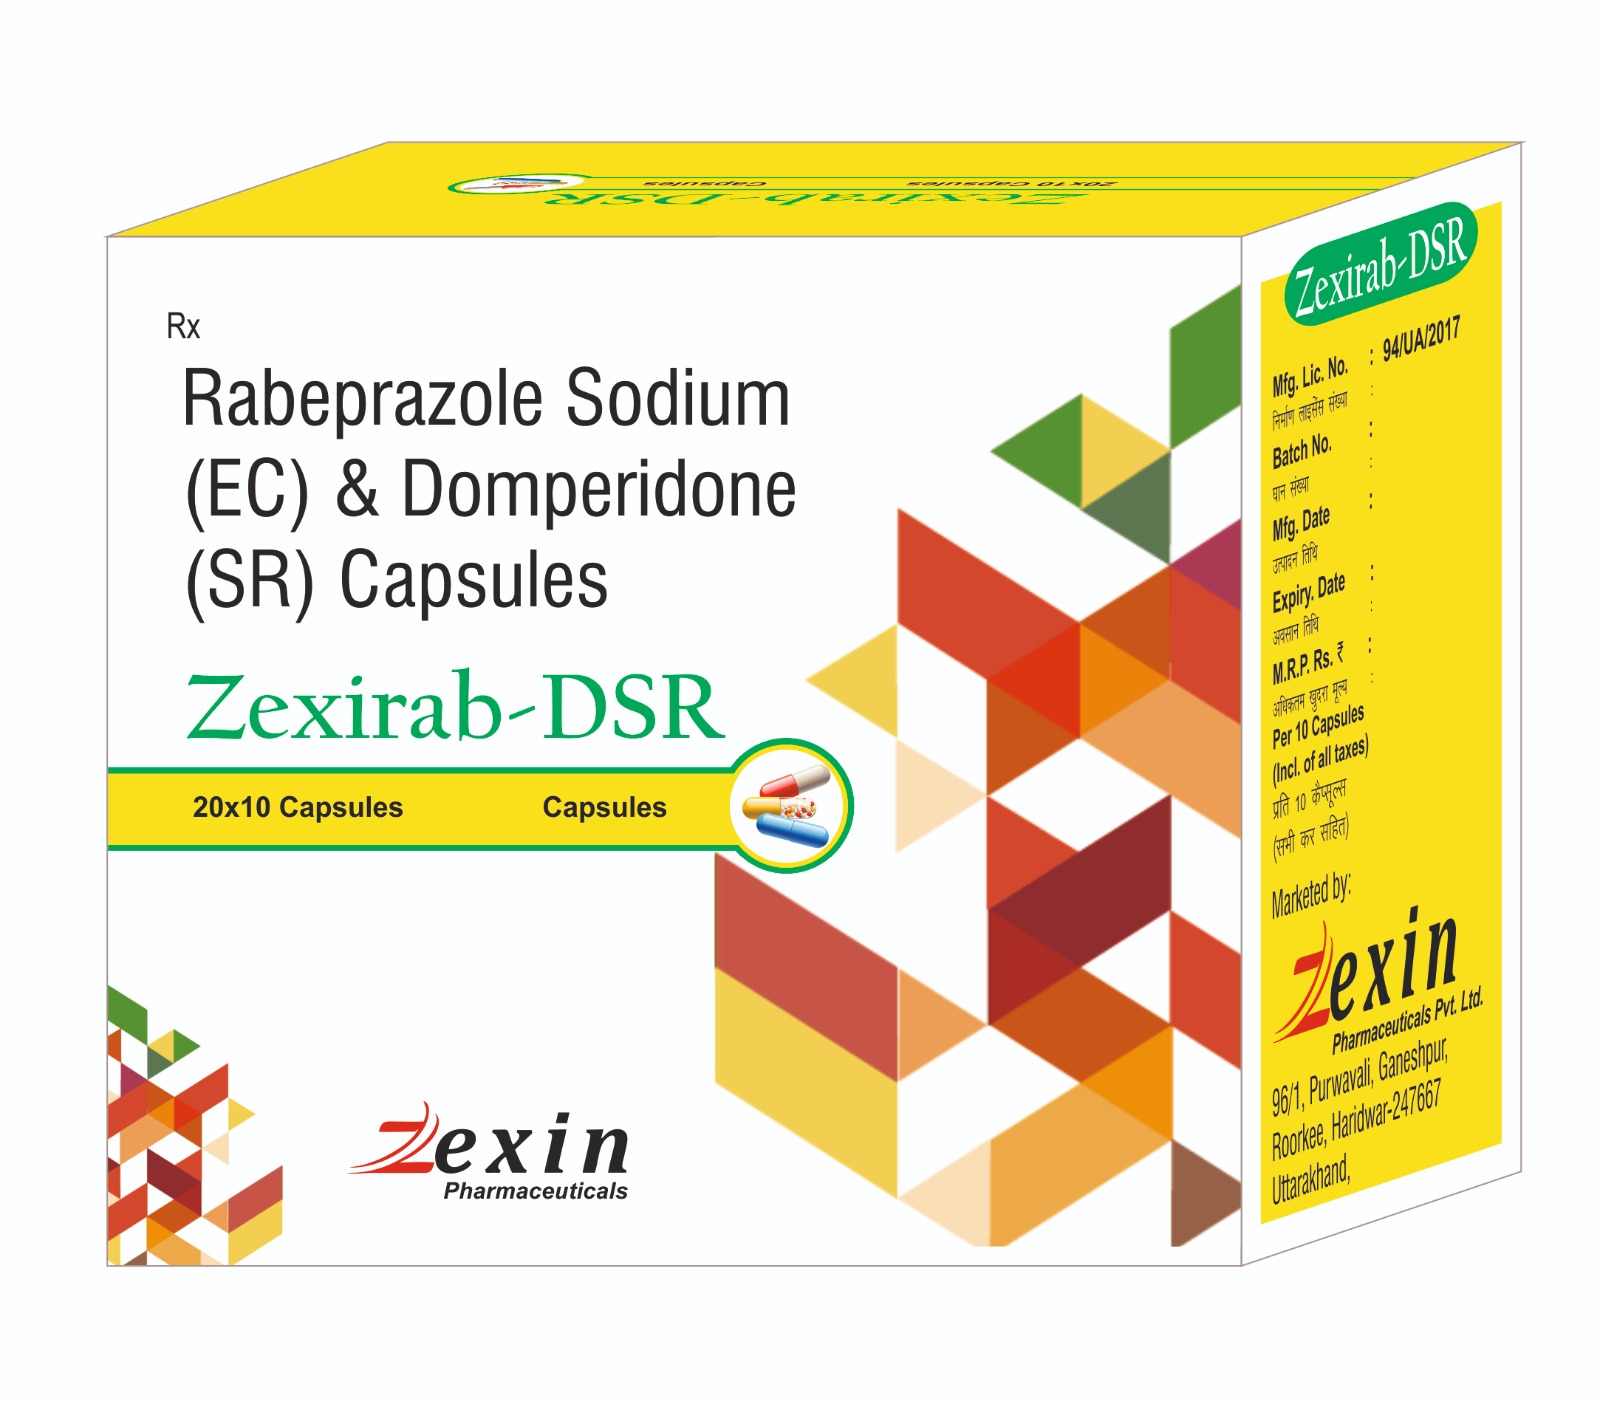 Zexirab-DSR
20x10 Capsules Capsules
Rx
Rabeprazole Sodium
(EC) & Domperidone
(SR) Capsules
Zexirab-DSR
20x10 Capsules Capsules
Zexin
Pharmaceuticals
Zexirab-DSR
Mfg. Lic. No. : 94/UA/2017
निर्माण लाइसेंस संख्या :
Batch No. :
घान संख्या :
Mfg. Date :
उत्पादन तिथि
Expiry. Date :
अवसान तिथि :
M.R.P. Rs. ₹ :
अधिकतम खुदरा मूल्य :
Per 10 Capsules
(Incl. of all taxes)
प्रति 10 कैप्सूल्स
(सभी कर सहित)
Marketed by:
Zexin
Pharmaceuticals Pvt. Ltd.
96/1, Purwavali, Ganeshpur,
Roorkee, Haridwar-247667
Uttarakhand,